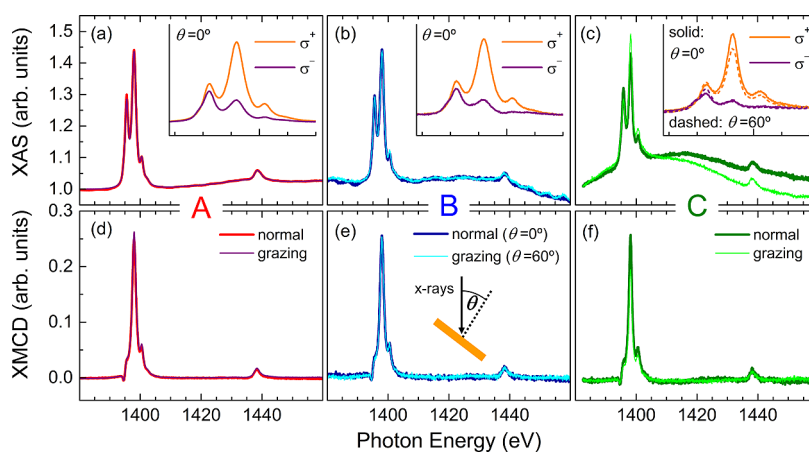 (a)
θ=0º
σ⁺
σ⁻
(b)
θ=0º
σ⁺
σ⁻
(c)
solid:
θ=0º
σ⁺
σ⁻
dashed: θ=60º
XAS (arb. units)
1.5
1.4
1.3
1.2
1.1
1.0
A
B
C
(d)
normal
grazing
(e)
normal (θ=0º)
grazing (θ=60º)
x-rays
θ
(f)
normal
grazing
XMCD (arb. units)
0.3
0.2
0.1
0.0
1400 1420 1440
1400 1420 1440
1400 1420 1440
Photon Energy (eV)